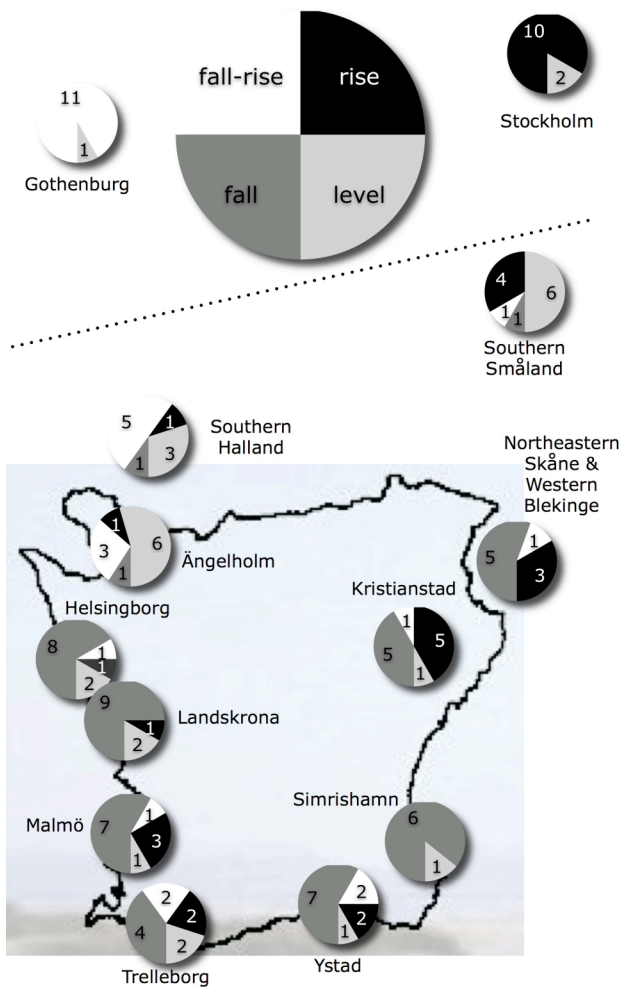 10
fall-rise
rise
11
2
Stockholm
1
Gothenburg
fall
level
4
6
1
1
Southern
Småland
5
1
Southern
Halland
3
1
Northeastern
Skåne &
Western
Blekinge
1
6
3
Ängelholm
1
1
5
3
Kristianstad
Helsingborg
1
5
5
1
8
1
1
2
9
Landskrona
1
2
Simrishamn
6
Malmö
7
1
3
1
1
7
2
2
1
Ystad
2
2
4
2
Trelleborg